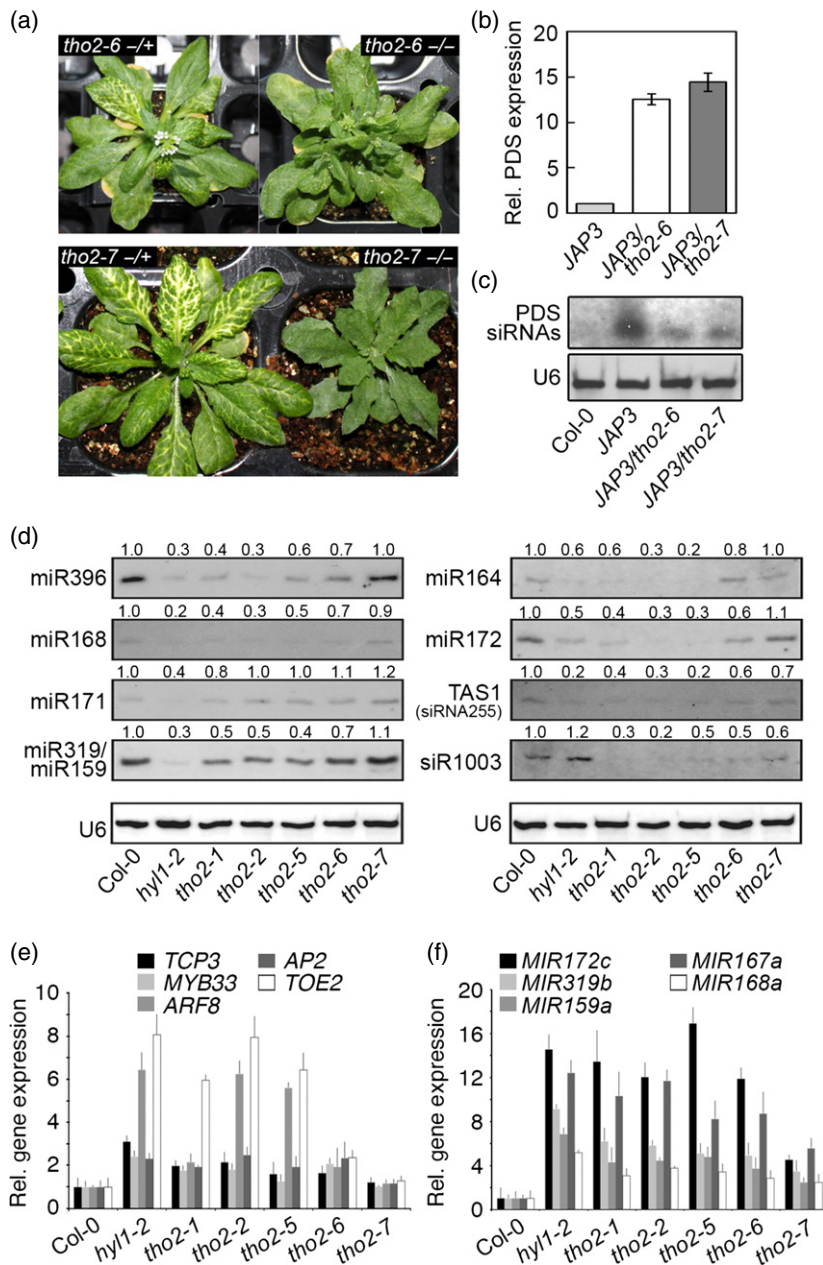 (a)
tho2-6 –/+
tho2-6 –/–
tho2-7 –/+
tho2-7 –/–
(b)
Rel. PDS expression
20
15
10
5
0
JAP3
JAP3/
tho2-6
JAP3/
tho2-7
(c)
PDS
siRNAs
U6
Col-0
JAP3
JAP3/tho2-6
JAP3/tho2-7
(d)
1.0 0.3 0.4 0.3 0.6 0.7 1.0
miR396
1.0 0.2 0.4 0.3 0.5 0.7 0.9
miR168
1.0 0.4 0.8 1.0 1.0 1.1 1.2
miR171
1.0 0.3 0.5 0.5 0.4 0.7 1.1
miR319/
miR159
U6
Col-0
hyl1-2
tho2-1
tho2-2
tho2-5
tho2-6
tho2-7
1.0 0.6 0.6 0.3 0.2 0.8 1.0
miR164
1.0 0.5 0.4 0.3 0.3 0.6 1.1
miR172
1.0 0.2 0.4 0.3 0.2 0.6 0.7
TAS1
(siRNA255)
1.0 1.2 0.3 0.2 0.5 0.5 0.6
siR1003
U6
Col-0
hyl1-2
tho2-1
tho2-2
tho2-5
tho2-6
tho2-7
(e)
TCP3
MYB33
ARF8
AP2
TOE2
Rel. gene expression
10
8
6
4
2
0
Col-0
hyl1-2
tho2-1
tho2-2
tho2-5
tho2-6
tho2-7
(f)
MIR172c
MIR319b
MIR159a
MIR167a
MIR168a
Rel. gene expression
20
16
12
8
4
0
Col-0
hyl1-2
tho2-1
tho2-2
tho2-5
tho2-6
tho2-7